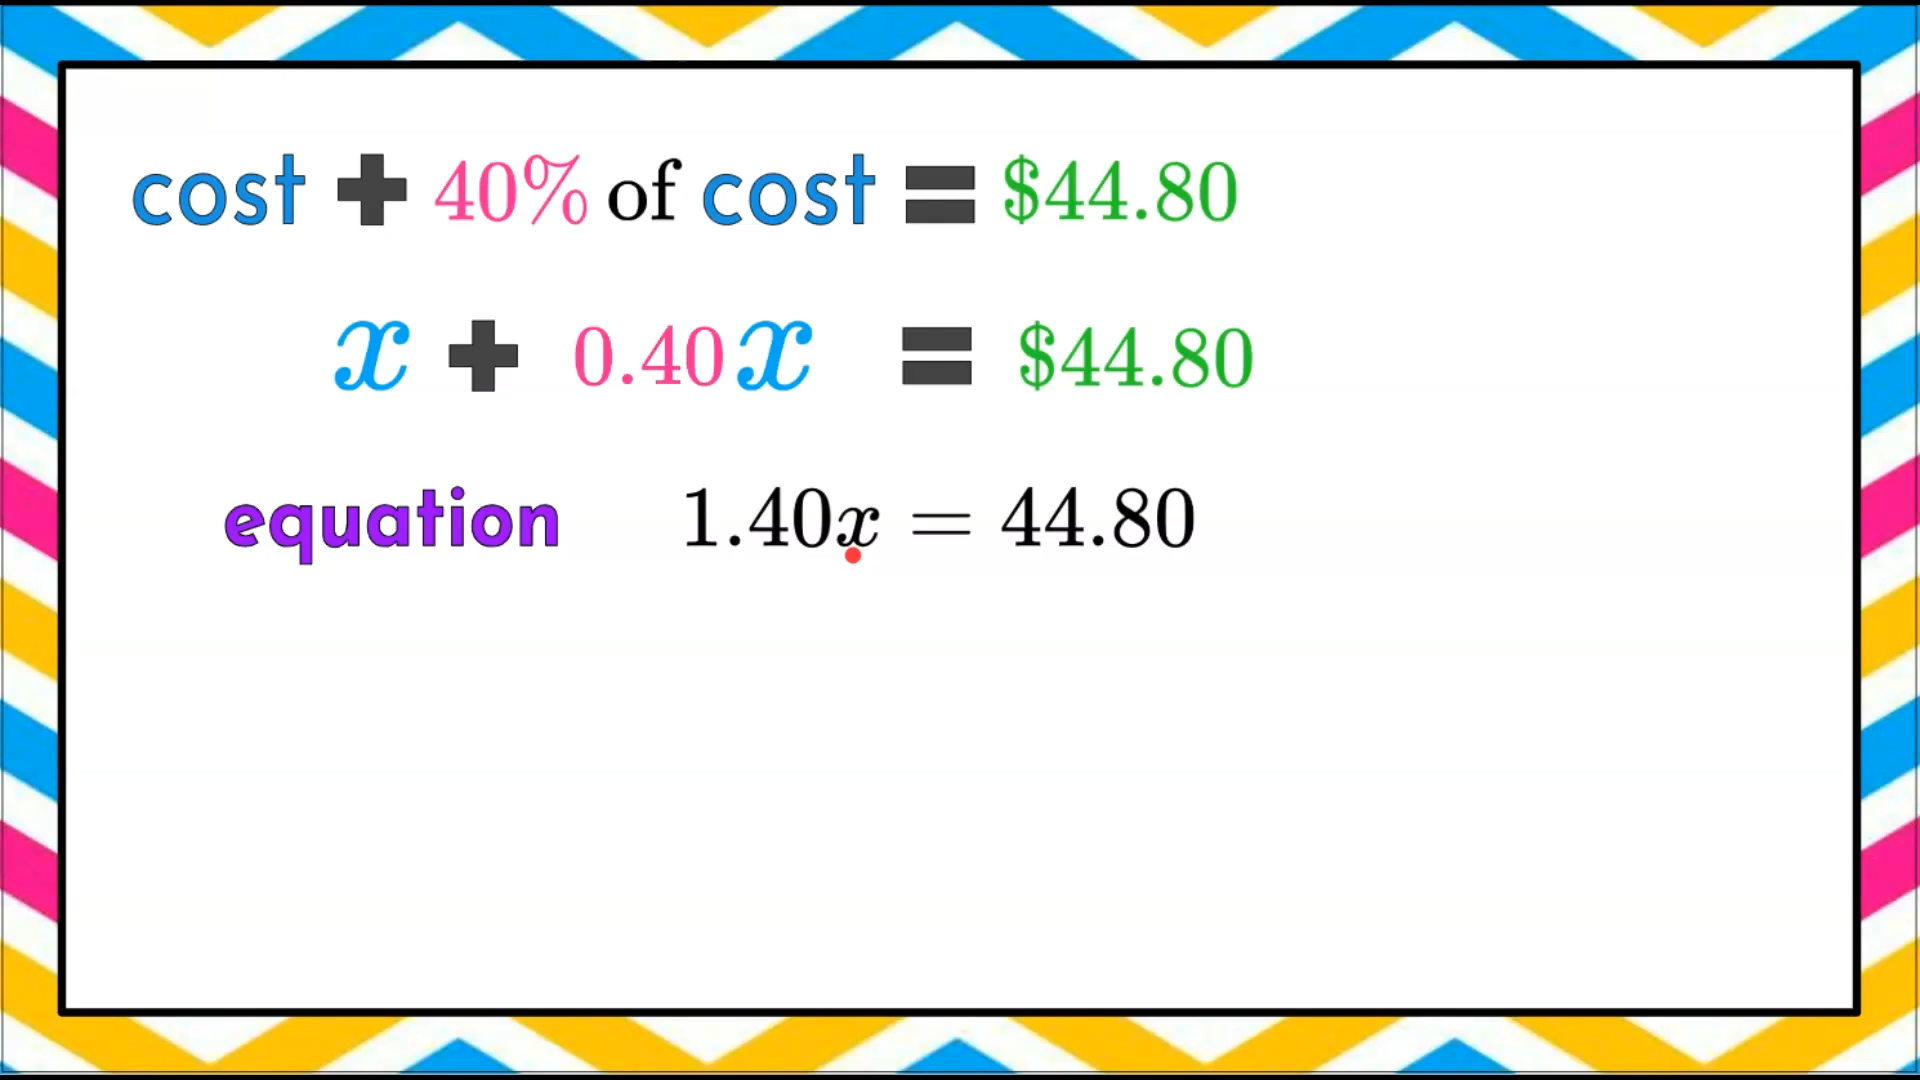 cost + 40% of cost = $44.80
x + 0.40x = $44.80
equation 1.40x = 44.80